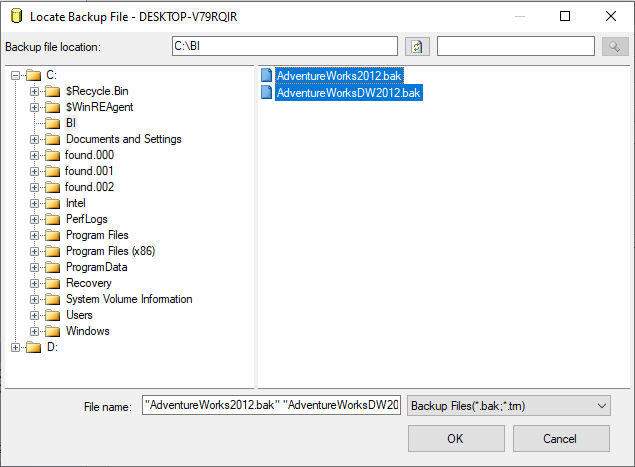 Locate Backup File - DESKTOP-V79RQIR
Backup file location:
C:\BI
C:
$Recycle.Bin
$WinREAgent
BI
Documents and Settings
found.000
found.001
found.002
Intel
PerfLogs
Program Files
Program Files (x86)
ProgramData
Recovery
System Volume Information
Users
Windows
D:
AdventureWorks2012.bak
AdventureWorksDW2012.bak
File name:
"AdventureWorks2012.bak" "AdventureWorksDW20
Backup Files(*.bak;*.trn)
OK
Cancel